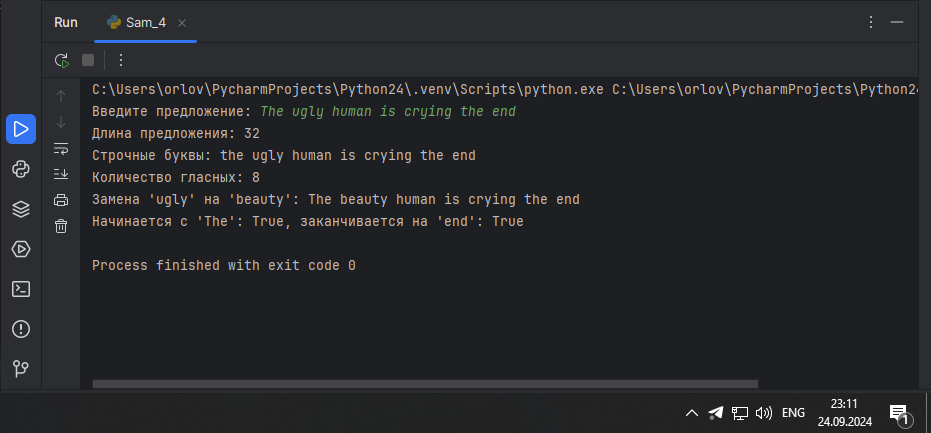 Run Sam_4
C:\Users\orlov\PycharmProjects\Python24\.venv\Scripts\python.exe C:\Users\orlov\PycharmProjects\Python24
Введите предложение: The ugly human is crying the end
Длина предложения: 32
Строчные буквы: the ugly human is crying the end
Количество гласных: 8
Замена 'ugly' на 'beauty': The beauty human is crying the end
Начинается с 'The': True, заканчивается на 'end': True
Process finished with exit code 0
ENG
23:11
24.09.2024
1